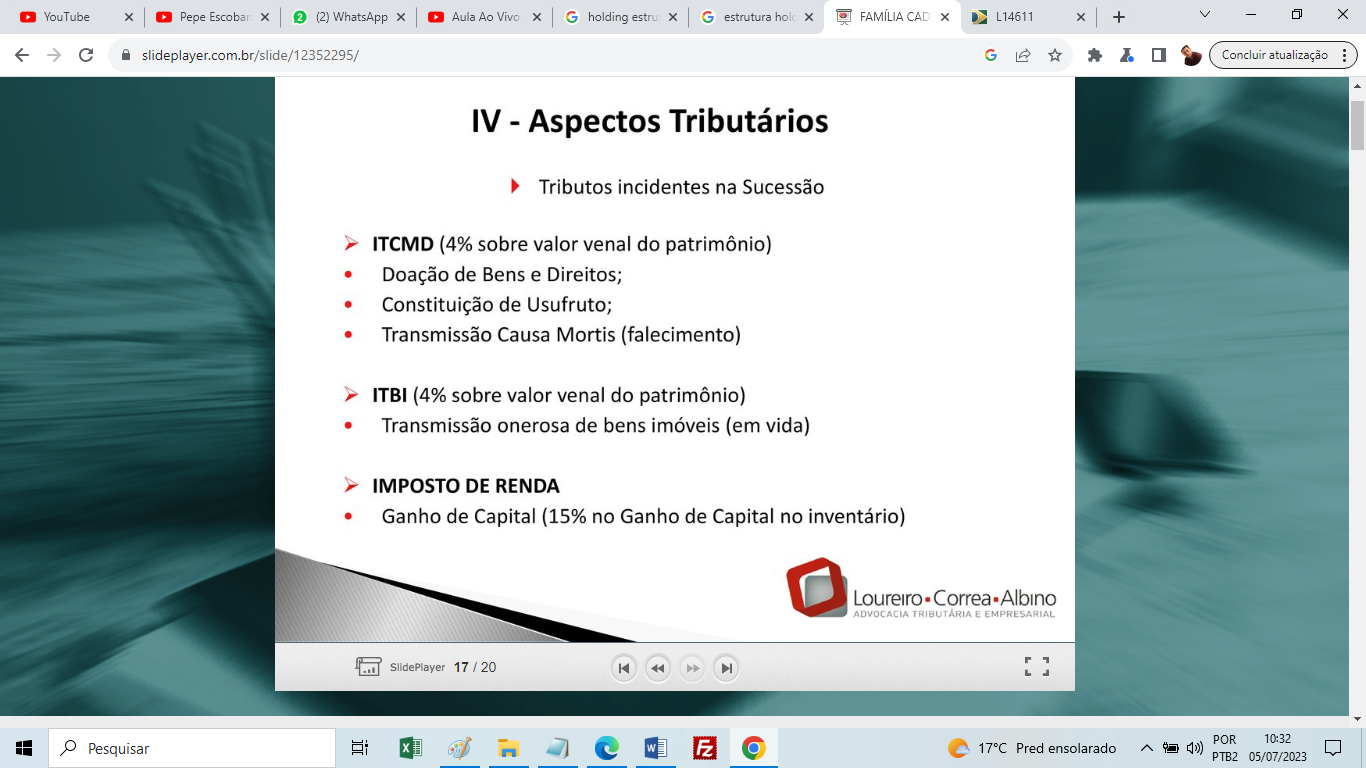 YouTube
Pepe Escobar
(2) WhatsApp
Aula Ao Vivo
holding estru
estrutura hol
FAMÍLIA CAD
L14611
slideplayer.com.br/slide/12352295/
Concluir atualização
IV - Aspectos Tributários
Tributos incidentes na Sucessão
ITCMD (4% sobre valor venal do patrimônio)
Doação de Bens e Direitos;
Constituição de Usufruto;
Transmissão Causa Mortis (falecimento)
ITBI (4% sobre valor venal do patrimônio)
Transmissão onerosa de bens imóveis (em vida)
IMPOSTO DE RENDA
Ganho de Capital (15% no Ganho de Capital no inventário)
Loureiro▪Correa▪Albino
ADVOCACIA TRIBUTÁRIA E EMPRESARIAL
SlidePlayer 17 / 20
Pesquisar
17°C Pred ensolarado
POR
PTB2
10:32
05/07/2023